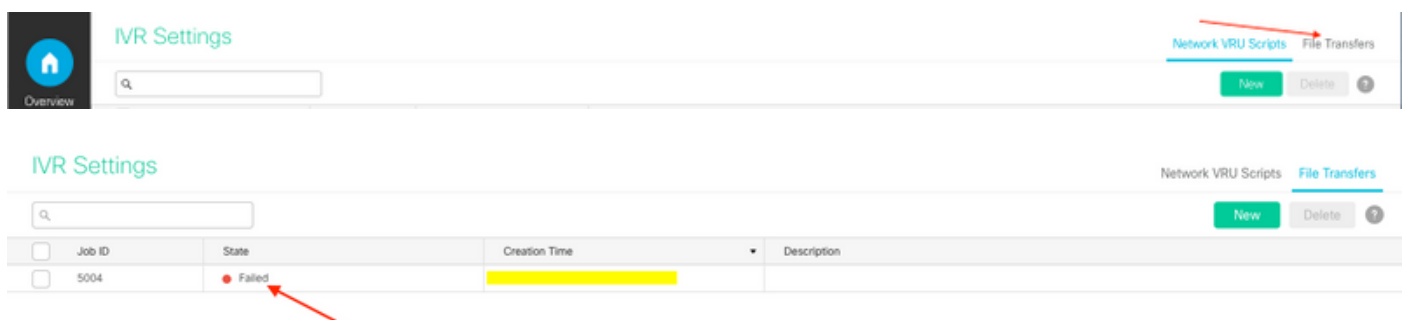 IVR Settings
Network VRU Scripts File Transfers
New Delete ?
Overview
IVR Settings
Network VRU Scripts File Transfers
New Delete ?
Job ID State Creation Time Description
5004 Failed